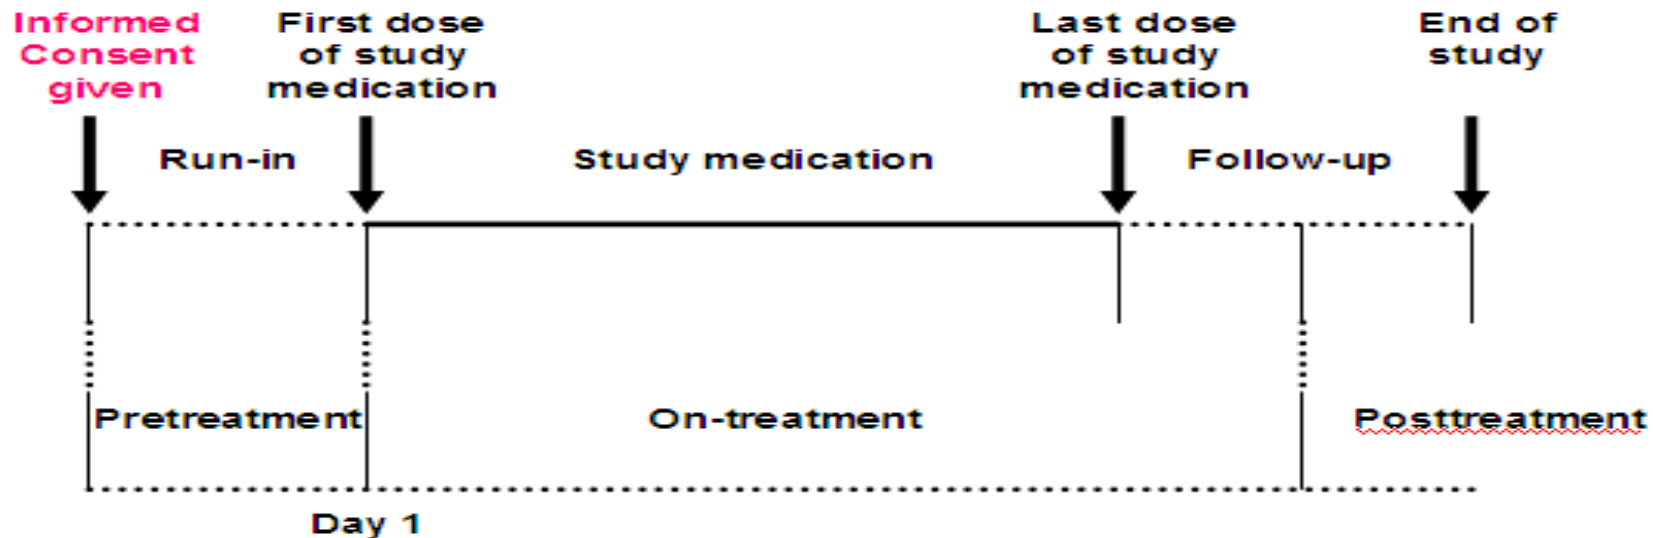 Informed
Consent
given
First dose
of study
medication
Last dose
of study
medication
End of
study
Run-in
Study medication
Follow-up
Pretreatment
On-treatment
Posttreatment
Day 1